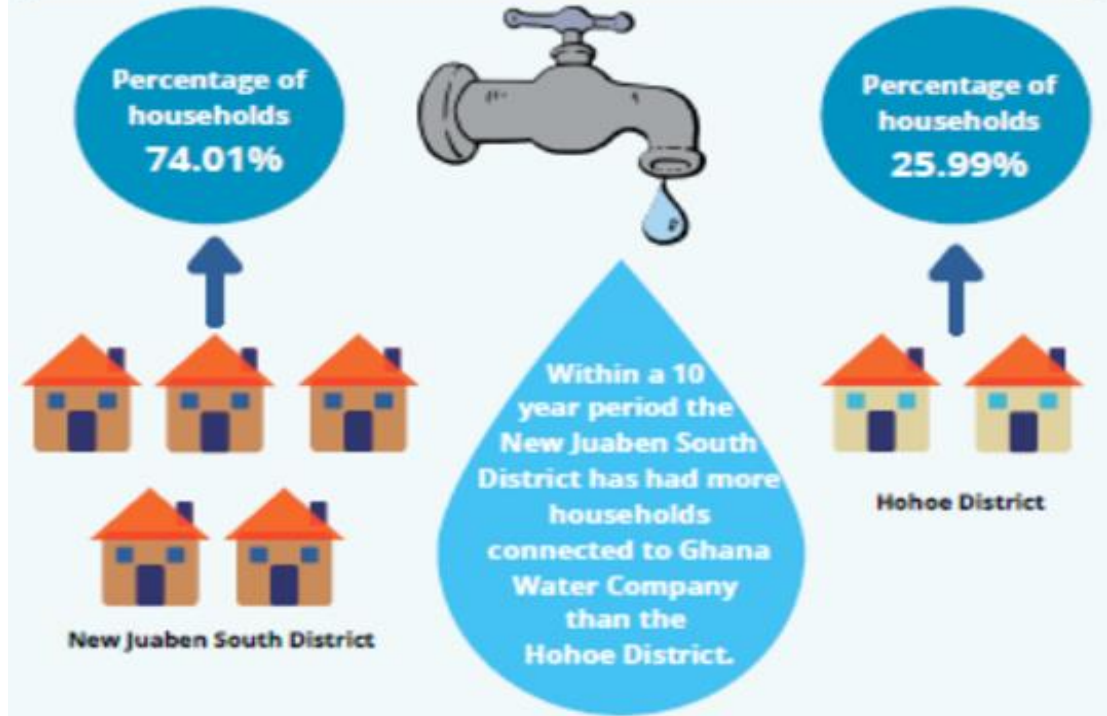 Percentage of
households
74.01%
Percentage of
households
25.99%
Within a 10
year period the
New Juaben South
District has had more
households
connected to Ghana
Water Company
than the
Hohoe District.
Hohoe District
New Juaben South District